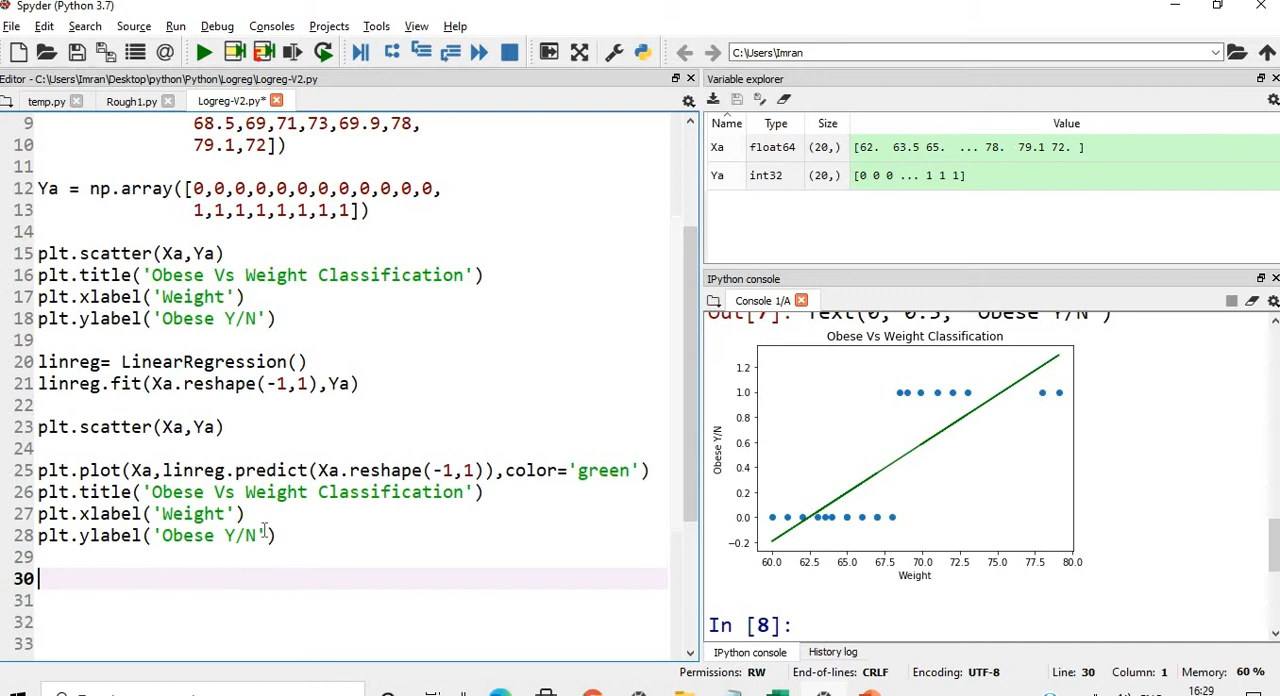 Spyder (Python 3.7)
File Edit Search Source Run Debug Consoles Projects Tools View Help
C:\Users\Imran
Editor - C:\Users\Imran\Desktop\python\Python\Logreg\Logreg-V2.py
temp.py Rough1.py Logreg-V2.py*
9 68.5,69,71,73,69.9,78,
10 79.1,72])
11
12 Ya = np.array([0,0,0,0,0,0,0,0,0,0,0,0,
13 1,1,1,1,1,1,1,1])
14
15 plt.scatter(Xa,Ya)
16 plt.title('Obese Vs Weight Classification')
17 plt.xlabel('Weight')
18 plt.ylabel('Obese Y/N')
19
20 linreg= LinearRegression()
21 linreg.fit(Xa.reshape(-1,1),Ya)
22
23 plt.scatter(Xa,Ya)
24
25 plt.plot(Xa,linreg.predict(Xa.reshape(-1,1)),color='green')
26 plt.title('Obese Vs Weight Classification')
27 plt.xlabel('Weight')
28 plt.ylabel('Obese Y/N')
29
30
31
32
33
Variable explorer
Name Type Size Value
Xa float64 (20,) [62. 63.5 65. ... 78. 79.1 72. ]
Ya int32 (20,) [0 0 0 ... 1 1 1]
IPython console
Console 1/A
Out[7]: Text(0, 0.5, 'Obese Y/N')
Obese Vs Weight Classification
1.2
1.0
0.8
0.6
0.4
0.2
0.0
−0.2
Obese Y/N
60.0 62.5 65.0 67.5 70.0 72.5 75.0 77.5 80.0
Weight
In [8]:
IPython console History log
Permissions: RW End-of-lines: CRLF Encoding: UTF-8 Line: 30 Column: 1 Memory: 60 %
16:29